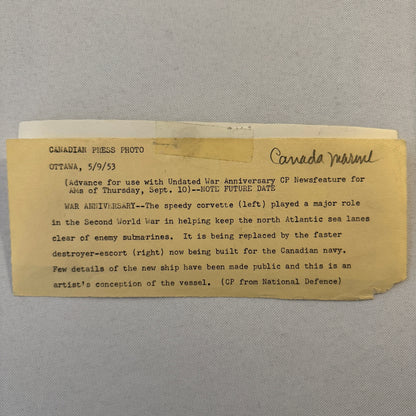 CANADIAN PRESS PHOTO
Canada Marine
OTTAWA, 5/9/53
(Advance for use with Undated War Anniversary CP Newsfeature for
AMs of Thursday, Sept. 10)--NOTE FUTURE DATE
WAR ANNIVERSARY--The speedy corvette (left) played a major role
in the Second World War in helping keep the north Atlantic sea lanes
clear of enemy submarines. It is being replaced by the faster
destroyer-escort (right) now being built for the Canadian navy.
Few details of the new ship have been made public and this is an
artist's conception of the vessel. (CP from National Defence)